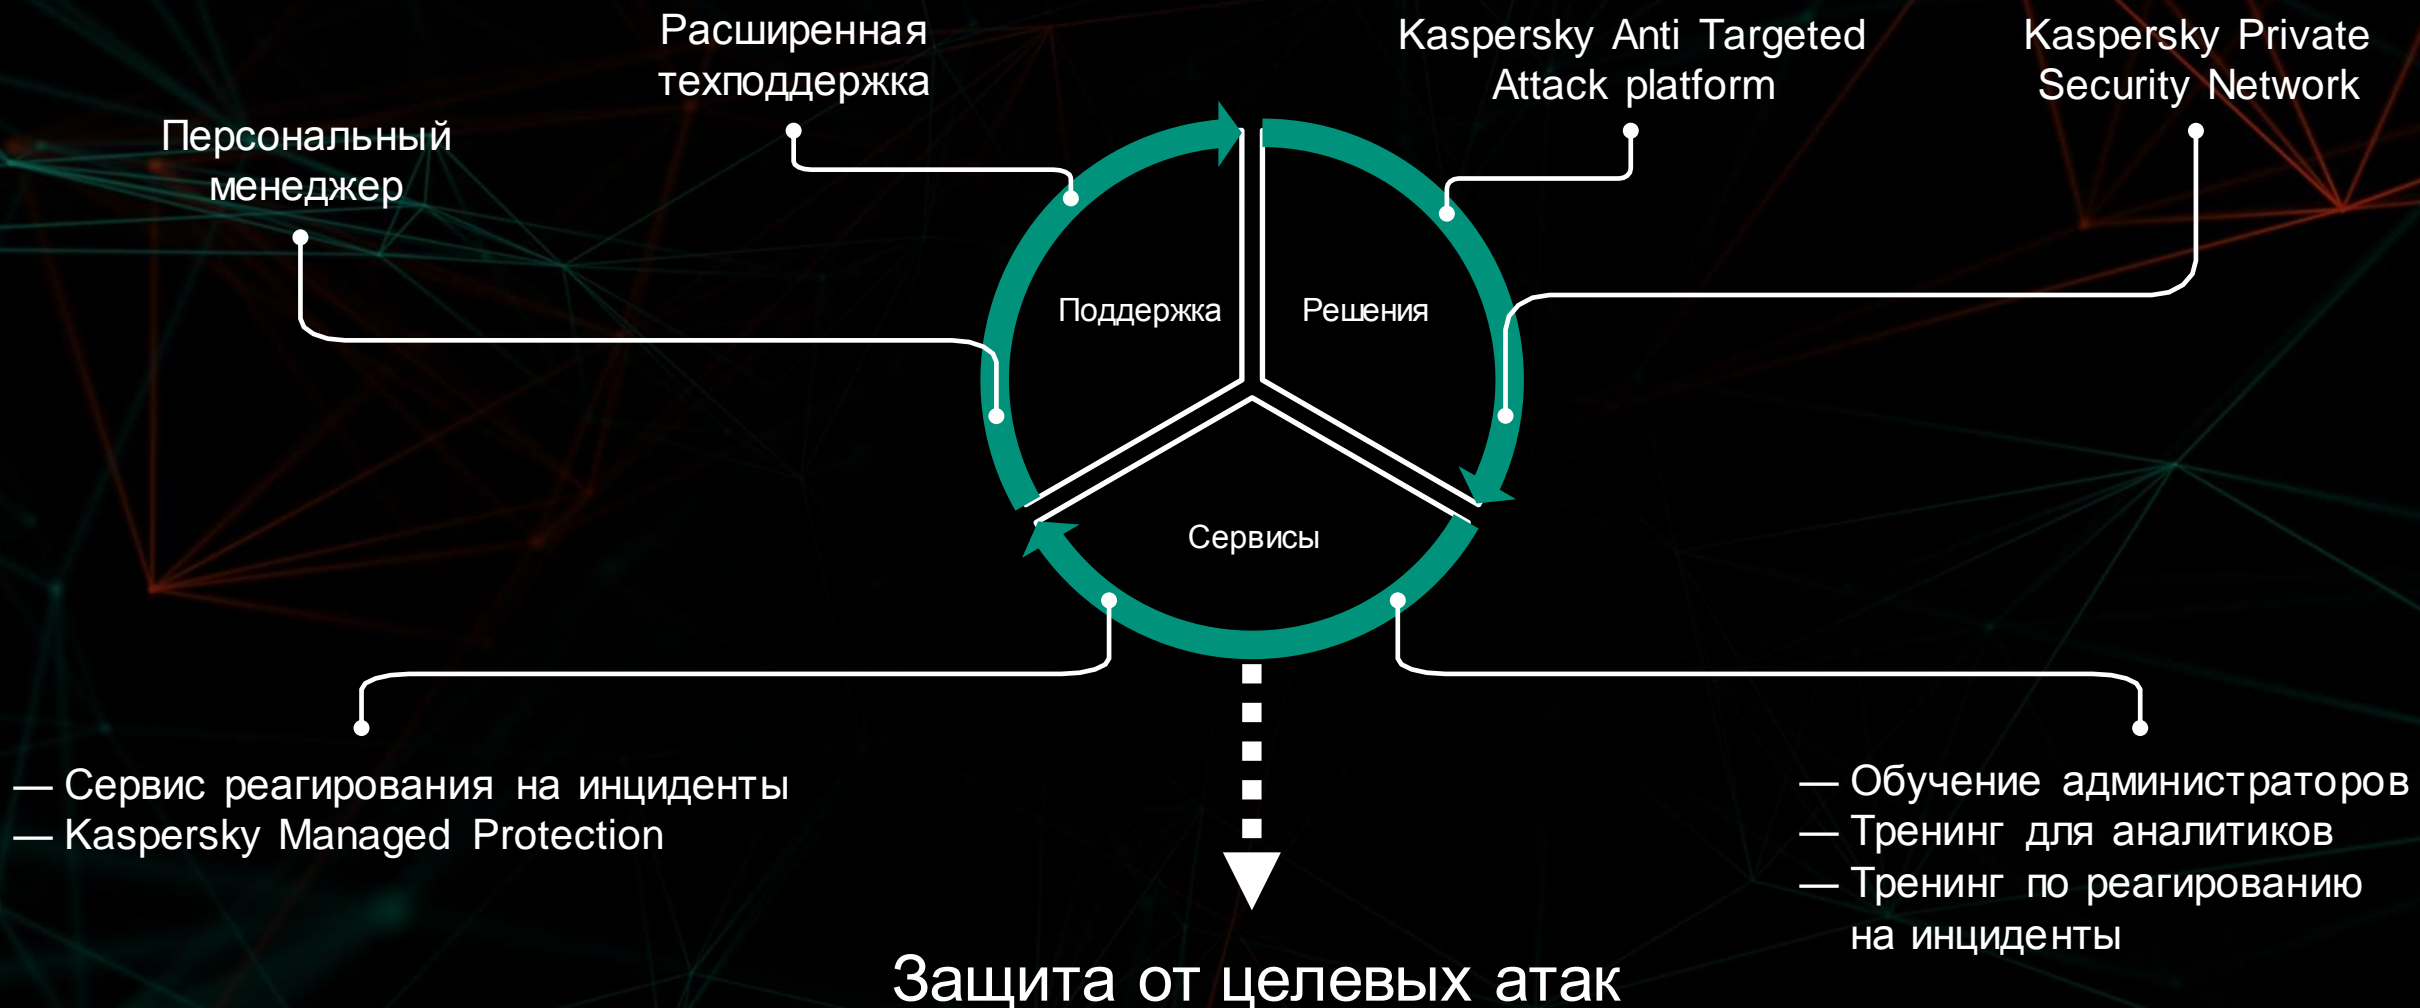 Расширенная
техподдержка
Kaspersky Anti Targeted
Attack platform
Kaspersky Private
Security Network
Персональный
менеджер
Поддержка
Решения
Сервисы
— Сервис реагирования на инциденты
— Kaspersky Managed Protection
— Обучение администраторов
— Тренинг для аналитиков
— Тренинг по реагированию
на инциденты
Защита от целевых атак